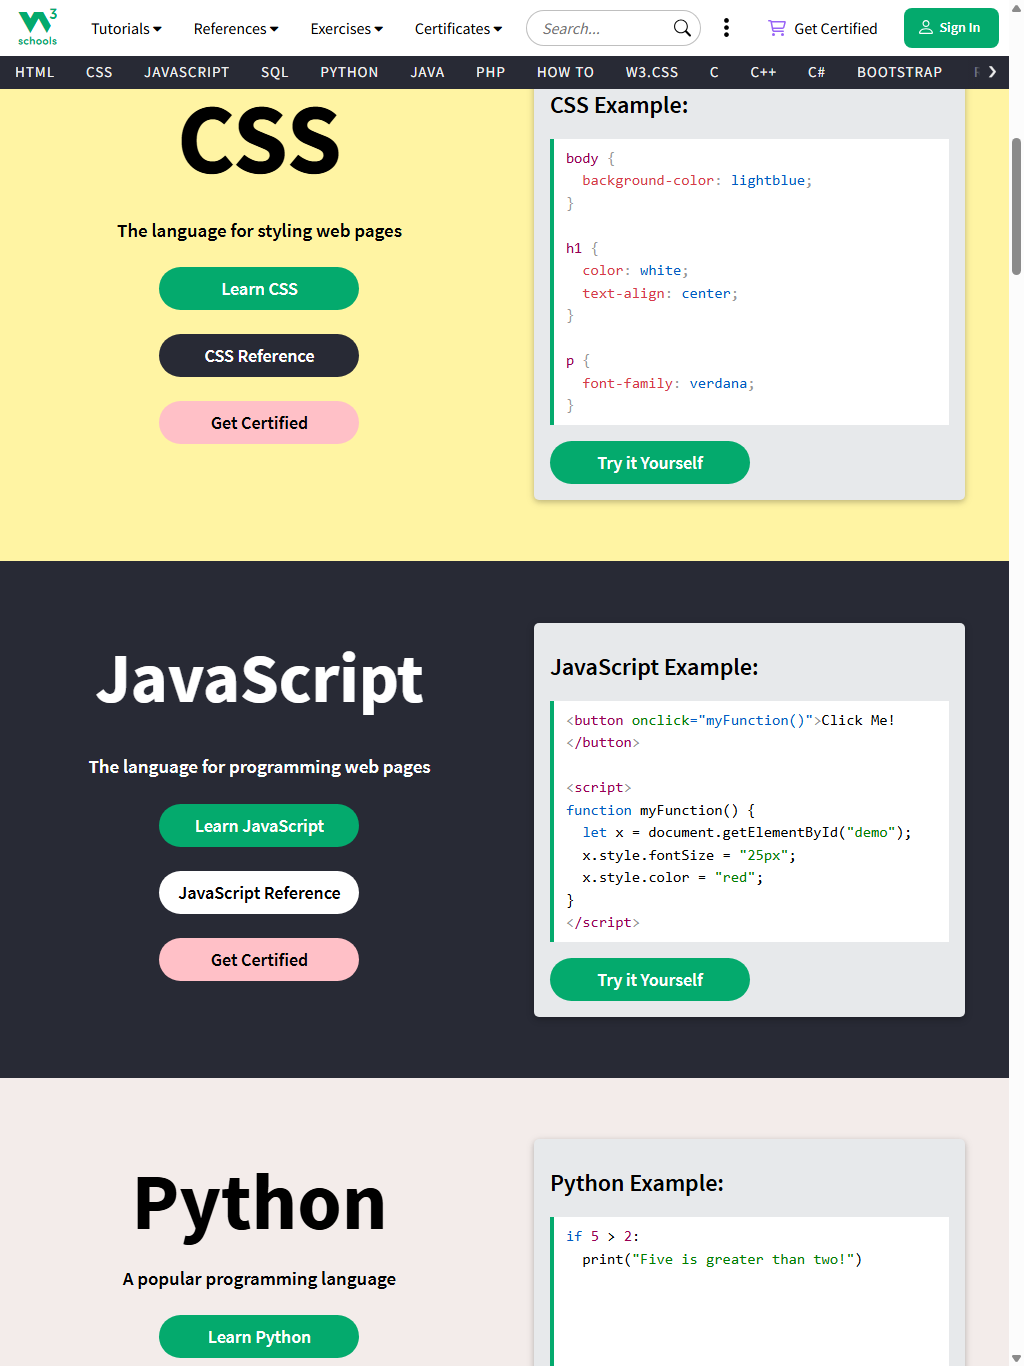 3
schools
Tutorials
References
Exercises
Certificates
Search...
Get Certified
Sign In
HTML
CSS
JAVASCRIPT
SQL
PYTHON
JAVA
PHP
HOW TO
W3.CSS
C
C++
C#
BOOTSTRAP
CSS
The language for styling web pages
Learn CSS
CSS Reference
Get Certified
CSS Example:
body {
  background-color: lightblue;
}
h1 {
  color: white;
  text-align: center;
}
p {
  font-family: verdana;
}
Try it Yourself
JavaScript
The language for programming web pages
Learn JavaScript
JavaScript Reference
Get Certified
JavaScript Example:
<button onclick="myFunction()">Click Me!
</button>
<script>
function myFunction() {
  let x = document.getElementById("demo");
  x.style.fontSize = "25px";
  x.style.color = "red";
}
</script>
Try it Yourself
Python
A popular programming language
Learn Python
Python Example:
if 5 > 2:
  print("Five is greater than two!")